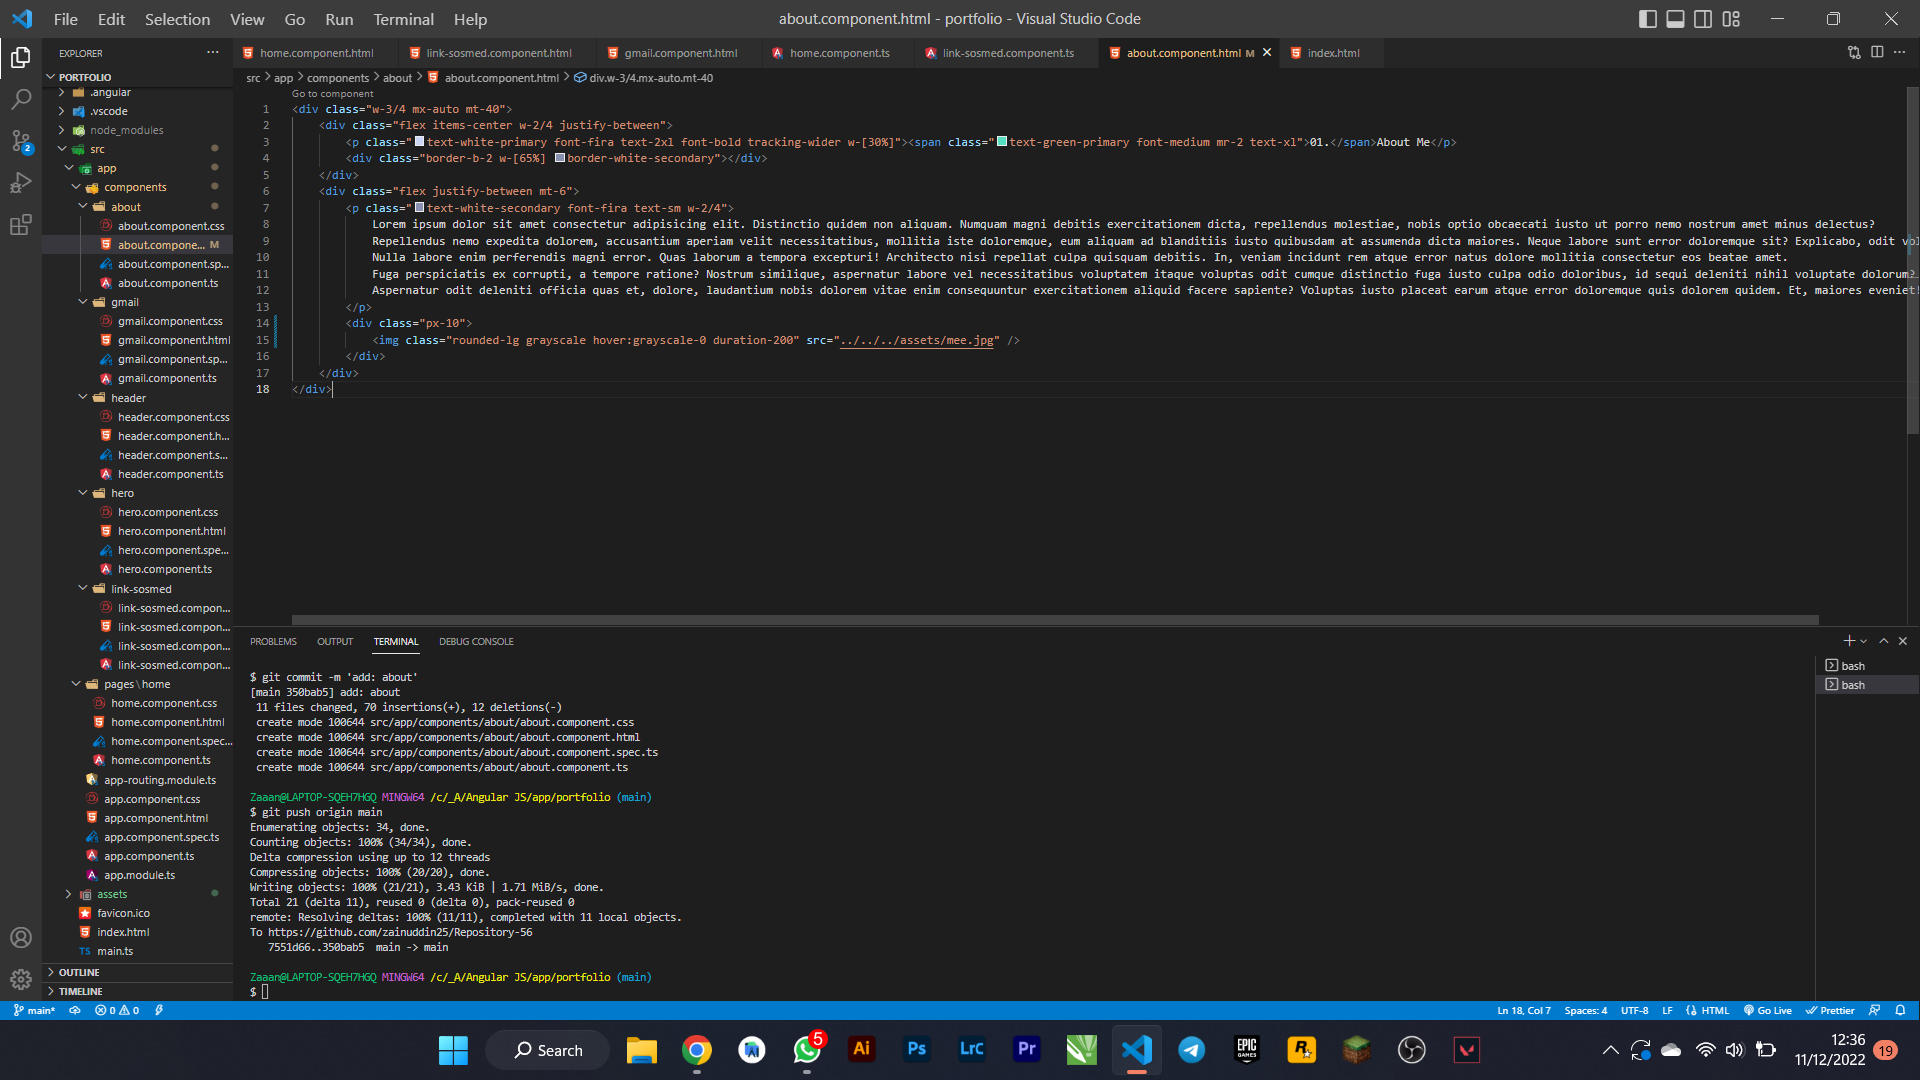 File Edit Selection View Go Run Terminal Help
about.component.html - portfolio - Visual Studio Code
EXPLORER
home.component.html
link-sosmed.component.html
gmail.component.html
home.component.ts
link-sosmed.component.ts
about.component.html M
index.html
PORTFOLIO
.angular
.vscode
node_modules
src
app
components
about
about.component.css
about.compone... M
about.component.sp...
about.component.ts
gmail
gmail.component.css
gmail.component.html
gmail.component.sp...
gmail.component.ts
header
header.component.css
header.component.h...
header.component.s...
header.component.ts
hero
hero.component.css
hero.component.html
hero.component.spe...
hero.component.ts
link-sosmed
link-sosmed.compon...
link-sosmed.compon...
link-sosmed.compon...
link-sosmed.compon...
pages\home
home.component.css
home.component.html
home.component.spec...
home.component.ts
app-routing.module.ts
app.component.css
app.component.html
app.component.spec.ts
app.component.ts
app.module.ts
assets
favicon.ico
index.html
TS main.ts
OUTLINE
TIMELINE
2
src > app > components > about > about.component.html > div.w-3/4.mx-auto.mt-40
Go to component
1 <div class="w-3/4 mx-auto mt-40">
2 <div class="flex items-center w-2/4 justify-between">
3 <p class="text-white-primary font-fira text-2xl font-bold tracking-wider w-[30%]"><span class="text-green-primary font-medium mr-2 text-xl">01.</span>About Me</p>
4 <div class="border-b-2 w-[65%] border-white-secondary"></div>
5 </div>
6 <div class="flex justify-between mt-6">
7 <p class="text-white-secondary font-fira text-sm w-2/4">
8 Lorem ipsum dolor sit amet consectetur adipisicing elit. Distinctio quidem non aliquam. Numquam magni debitis exercitationem dicta, repellendus molestiae, nobis optio obcaecati iusto ut porro nemo nostrum amet minus delectus?
9 Repellendus nemo expedita dolorem, accusantium aperiam velit necessitatibus, mollitia iste doloremque, eum aliquam ad blanditiis iusto quibusdam at assumenda dicta maiores. Neque labore sunt error doloremque sit? Explicabo, odit vol
10 Nulla labore enim perferendis magni error. Quas laborum a tempora excepturi! Architecto nisi repellat culpa quisquam debitis. In, veniam incidunt rem atque error natus dolore mollitia consectetur eos beatae amet.
11 Fuga perspiciatis ex corrupti, a tempore ratione? Nostrum similique, aspernatur labore vel necessitatibus voluptatem itaque voluptas odit cumque distinctio fuga iusto culpa odio doloribus, id sequi deleniti nihil voluptate dolorum?
12 Aspernatur odit deleniti officia quas et, dolore, laudantium nobis dolorem vitae enim consequuntur exercitationem aliquid facere sapiente? Voluptas iusto placeat earum atque error doloremque quis dolorem quidem. Et, maiores eveniet!
13 </p>
14 <div class="px-10">
15 <img class="rounded-lg grayscale hover:grayscale-0 duration-200" src="../../../assets/mee.jpg" />
16 </div>
17 </div>
18 </div>
PROBLEMS OUTPUT TERMINAL DEBUG CONSOLE
bash
bash
$ git commit -m 'add: about'
[main 350bab5] add: about
11 files changed, 70 insertions(+), 12 deletions(-)
create mode 100644 src/app/components/about/about.component.css
create mode 100644 src/app/components/about/about.component.html
create mode 100644 src/app/components/about/about.component.spec.ts
create mode 100644 src/app/components/about/about.component.ts
Zaaan@LAPTOP-SQEH7HGQ MINGW64 /c/_A/Angular JS/app/portfolio (main)
$ git push origin main
Enumerating objects: 34, done.
Counting objects: 100% (34/34), done.
Delta compression using up to 12 threads
Compressing objects: 100% (20/20), done.
Writing objects: 100% (21/21), 3.43 KiB | 1.71 MiB/s, done.
Total 21 (delta 11), reused 0 (delta 0), pack-reused 0
remote: Resolving deltas: 100% (11/11), completed with 11 local objects.
To https://github.com/zainuddin25/Repository-56
7551d66..350bab5 main -> main
Zaaan@LAPTOP-SQEH7HGQ MINGW64 /c/_A/Angular JS/app/portfolio (main)
$
main* 0 0
Ln 18, Col 7 Spaces: 4 UTF-8 LF HTML Go Live Prettier
Search
5
Ai Ps LrC Pr
EPIC GAMES
12:36
11/12/2022
19